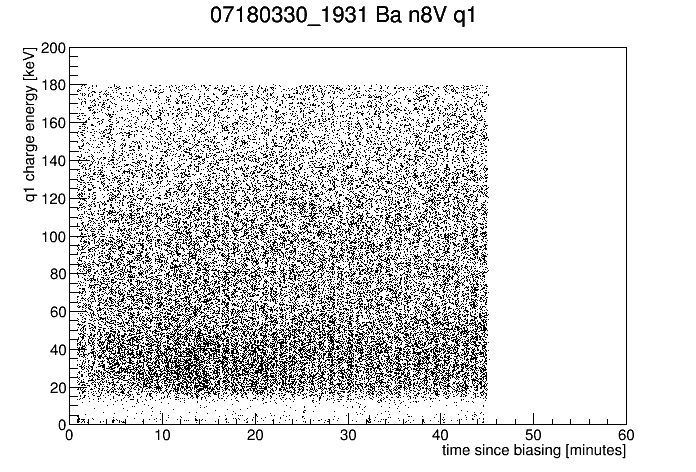 07180330_1931 Ba n8V q1
q1 charge energy [keV]
200
180
160
140
120
100
80
60
40
20
0
0 10 20 30 40 50 60
time since biasing [minutes]